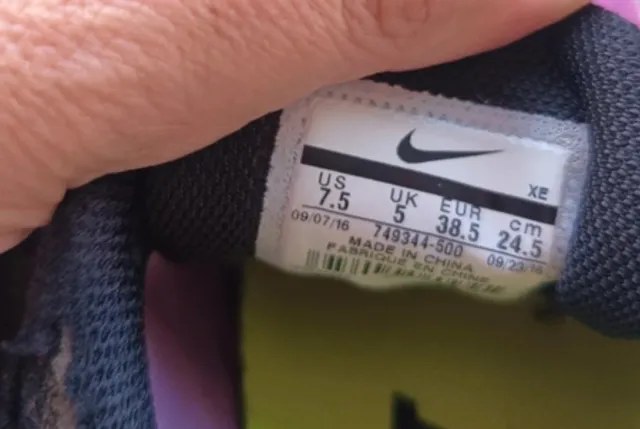 XE
US UK EUR cm
7.5 5 38.5 24.5
09/07/16 749344-500 09/23/16
MADE IN CHINA
FABRIQUE EN CHINE